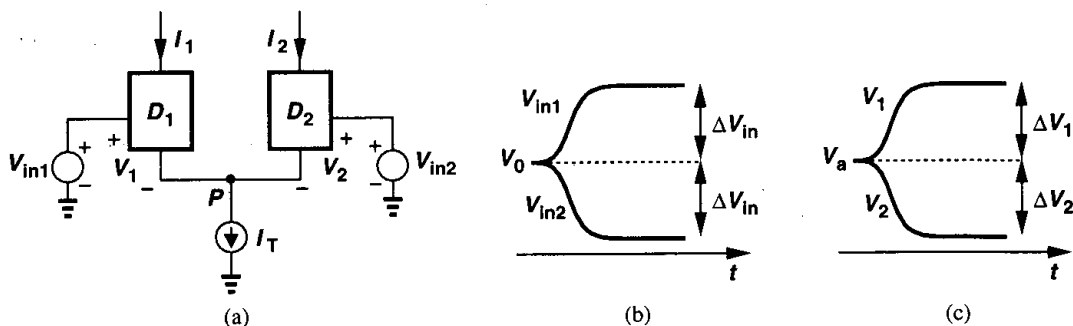 I1
I2
D1
D2
Vin1
+
−
+
V1
−
+
V2
−
+
−
Vin2
P
IT
(a)
Vin1
V0
Vin2
ΔVin
ΔVin
t
(b)
V1
Va
V2
ΔV1
ΔV2
t
(c)